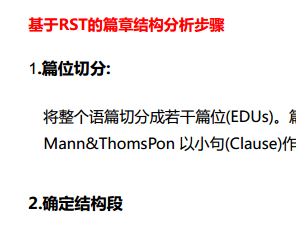 基于RST的篇章结构分析步骤
1.篇位切分:
将整个语篇切分成若干篇位(EDUs)。篇
Mann&ThomsPon 以小句(Clause)作
2.确定结构段